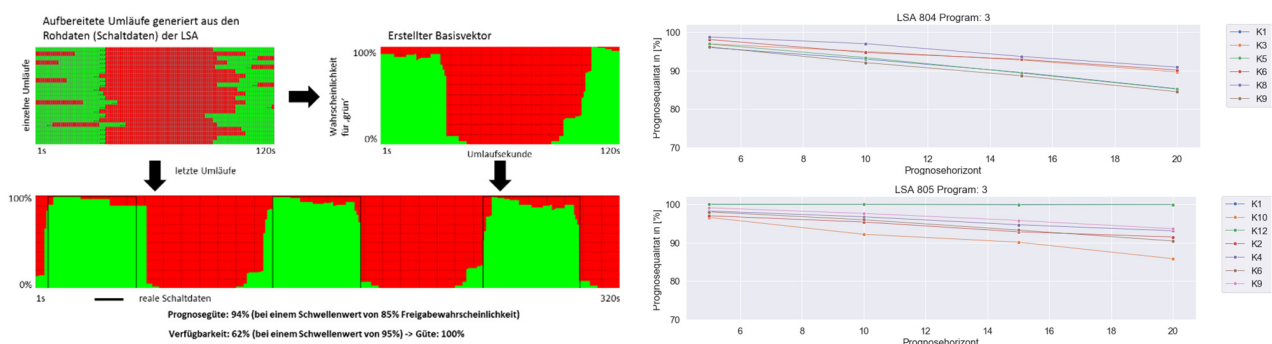 Aufbereitete Umläufe generiert aus den
Rohdaten (Schaltdaten) der LSA
einzelne Umläufe
1s
120s
Erstellter Basisvektor
Wahrscheinlichkeit
für ‚grün'
100%
0%
1s
Umlaufsekunde
120s
letzte Umläufe
100%
0%
1s
reale Schaltdaten
320s
Prognosegüte: 94% (bei einem Schwellenwert von 85% Freigabewahrscheinlichkeit)
Verfügbarkeit: 62% (bei einem Schwellenwert von 95%) -> Güte: 100%
LSA 804 Program: 3
Prognosequalitat in [%]
100
90
80
70
6 8 10 12 14 16 18 20
Prognosehorizont
K1
K3
K5
K6
K8
K9
LSA 805 Program: 3
Prognosequalitat in [%]
100
90
80
70
6 8 10 12 14 16 18 20
Prognosehorizont
K1
K10
K12
K2
K4
K6
K9